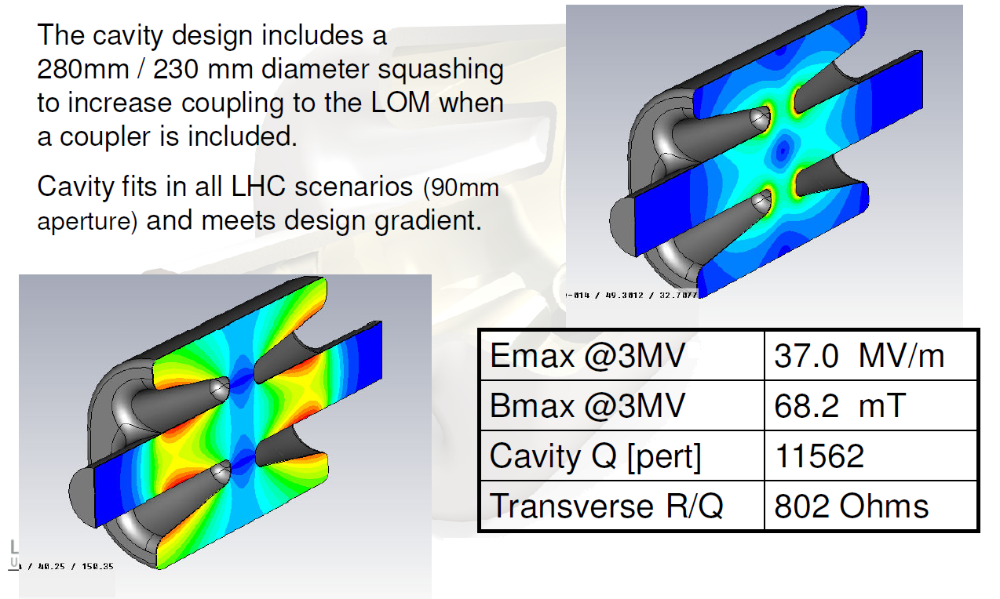 The cavity design includes a
280mm / 230 mm diameter squashing
to increase coupling to the LOM when
a coupler is included.
Cavity fits in all LHC scenarios (90mm
aperture) and meets design gradient.
-014 / 49.3012 / 32.7077
Emax @3MV 37.0 MV/m
Bmax @3MV 68.2 mT
Cavity Q [pert] 11562
Transverse R/Q 802 Ohms
L
U
/ 40.25 / 150.35